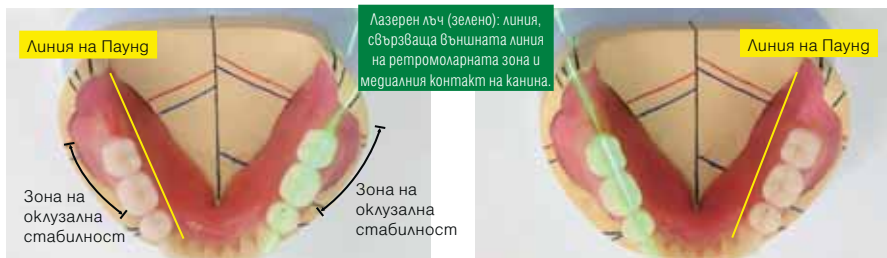 Линия на Паунд
Лазерен лъч (зелено): линия,
свързваща външната линия
на ретромоларната зона и
медиалния контакт на канина.
Линия на Паунд
Зона на
оклузална
стабилност
Зона на
оклузална
стабилност